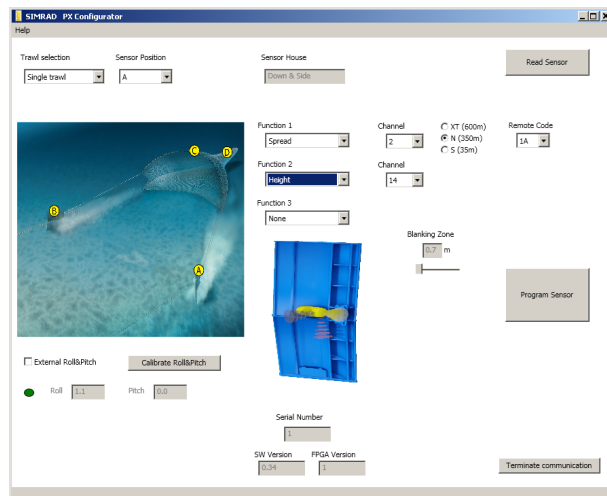 SIMRAD PX Configurator
Help
Trawl selection
Sensor Position
Sensor House
Single trawl
A
Down & Side
Read Sensor
Function 1
Channel
XT (600m)
N (350m)
S (35m)
Remote Code
Spread
2
1A
Function 2
Channel
Height
14
Function 3
None
C
D
B
A
Blanking Zone
0.7 m
Program Sensor
External Roll&Pitch
Calibrate Roll&Pitch
Roll 1.1
Pitch 0.0
Serial Number
1
SW Version
FPGA Version
0.34
1
Terminate communication